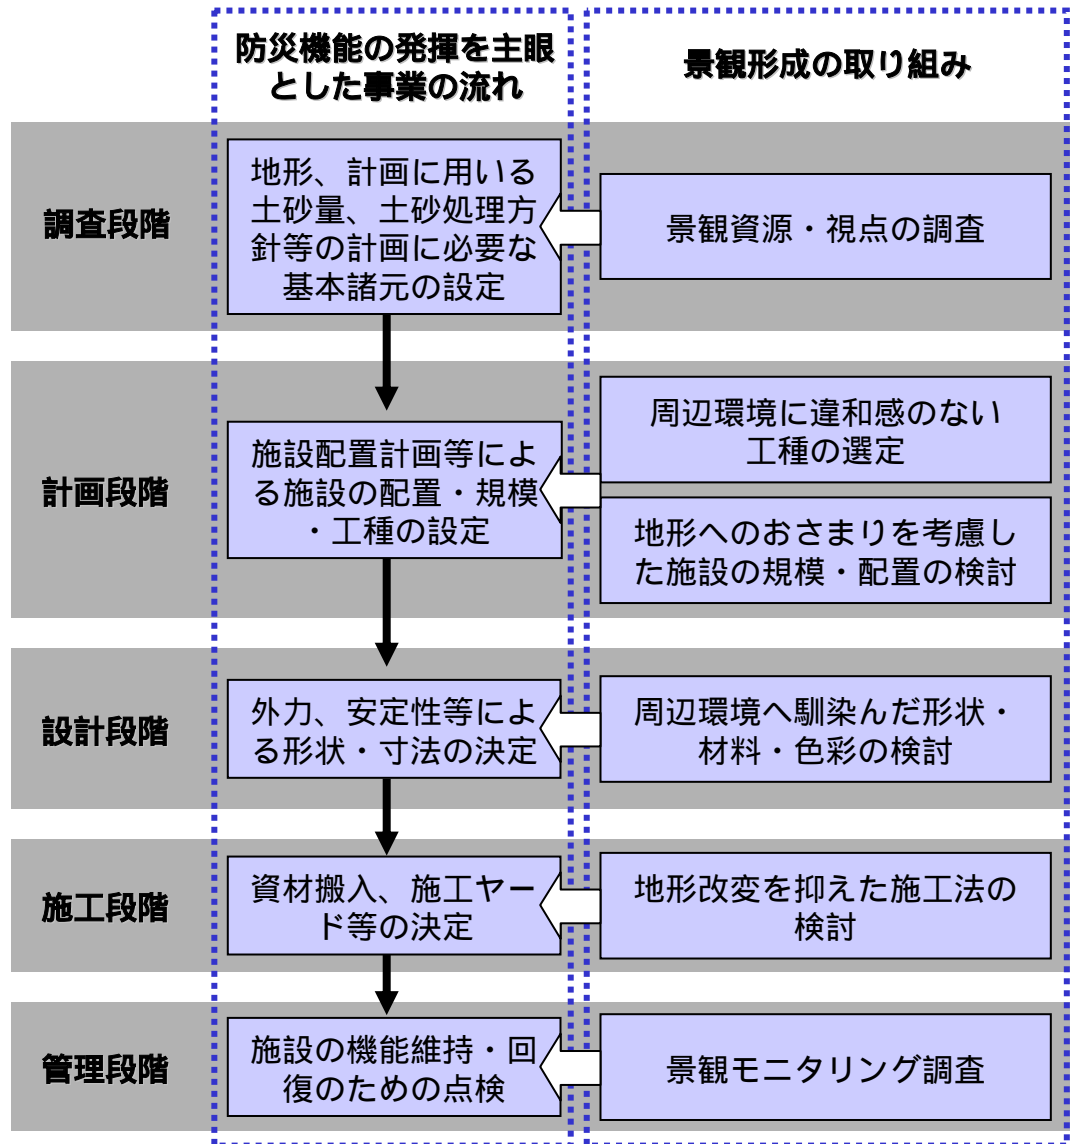 防災機能の発揮を主眼
とした事業の流れ
景観形成の取り組み
調査段階
地形、計画に用いる
土砂量、土砂処理方
針等の計画に必要な
基本諸元の設定
景観資源・視点の調査
計画段階
施設配置計画等によ
る施設の配置・規模
・工種の設定
周辺環境に違和感のない
工種の選定
地形へのおさまりを考慮し
た施設の規模・配置の検討
設計段階
外力、安定性等によ
る形状・寸法の決定
周辺環境へ馴染んだ形状・
材料・色彩の検討
施工段階
資材搬入、施工ヤー
ド等の決定
地形改変を抑えた施工法の
検討
管理段階
施設の機能維持・回
復のための点検
景観モニタリング調査